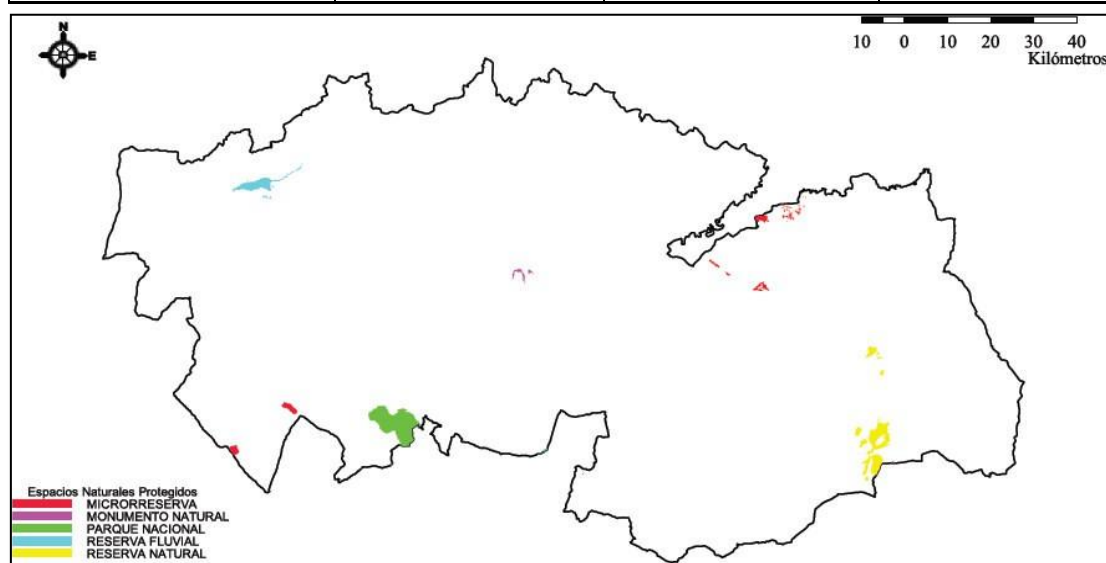 N
E
10 0 10 20 30 40
Kilómetros
Espacios Naturales Protegidos
MICRORRESERVA
MONUMENTO NATURAL
PARQUE NACIONAL
RESERVA FLUVIAL
RESERVA NATURAL